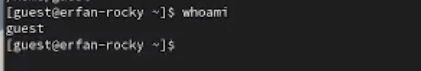 [guest@erfan-rocky ~]$ whoami
guest
[guest@erfan-rocky ~]$